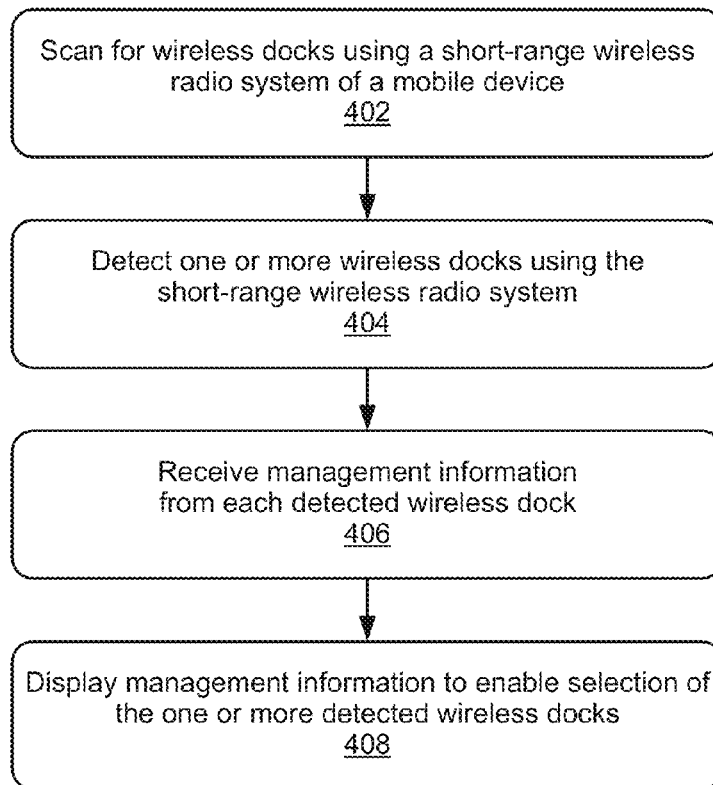 Scan for wireless docks using a short-range wireless
radio system of a mobile device
402
Detect one or more wireless docks using the
short-range wireless radio system
404
Receive management information
from each detected wireless dock
406
Display management information to enable selection of
the one or more detected wireless docks
408